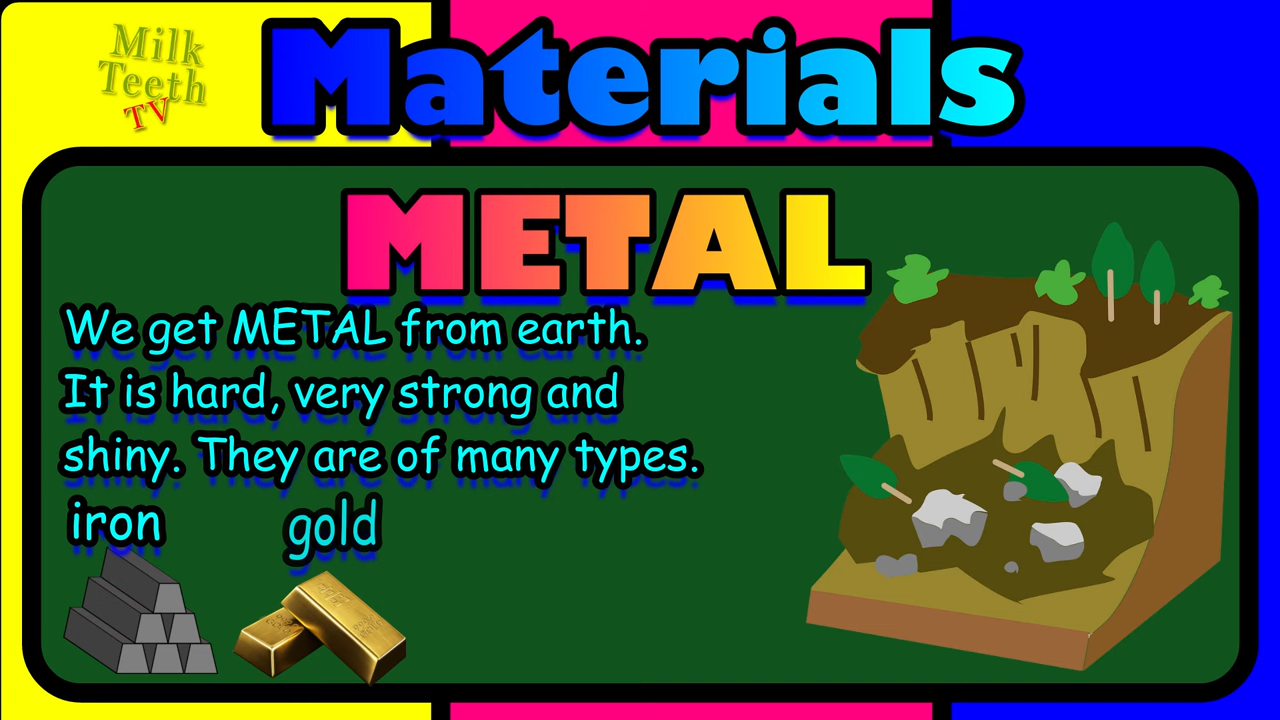 Milk
Teeth
TV
Materials
METAL
We get METAL from earth.
It is hard, very strong and
shiny. They are of many types.
iron gold